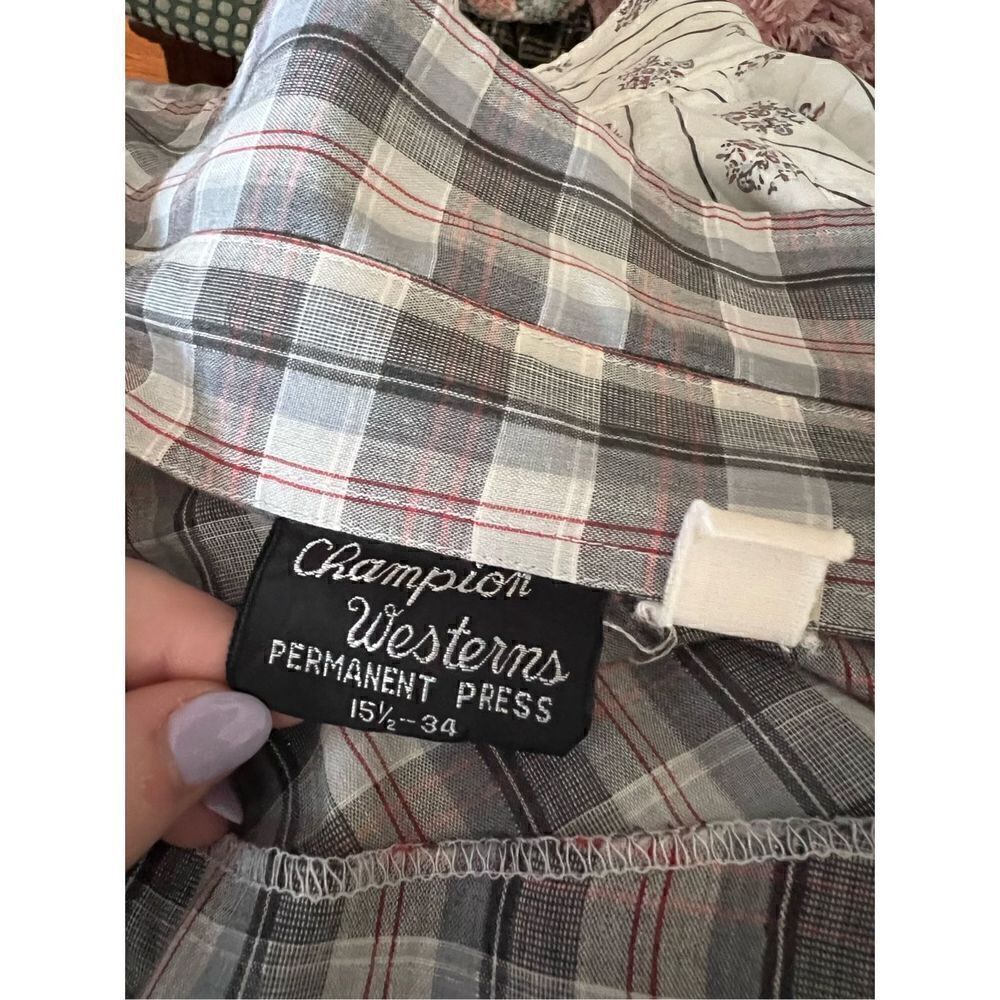 Champion
Westerns
PERMANENT PRESS
15½-34